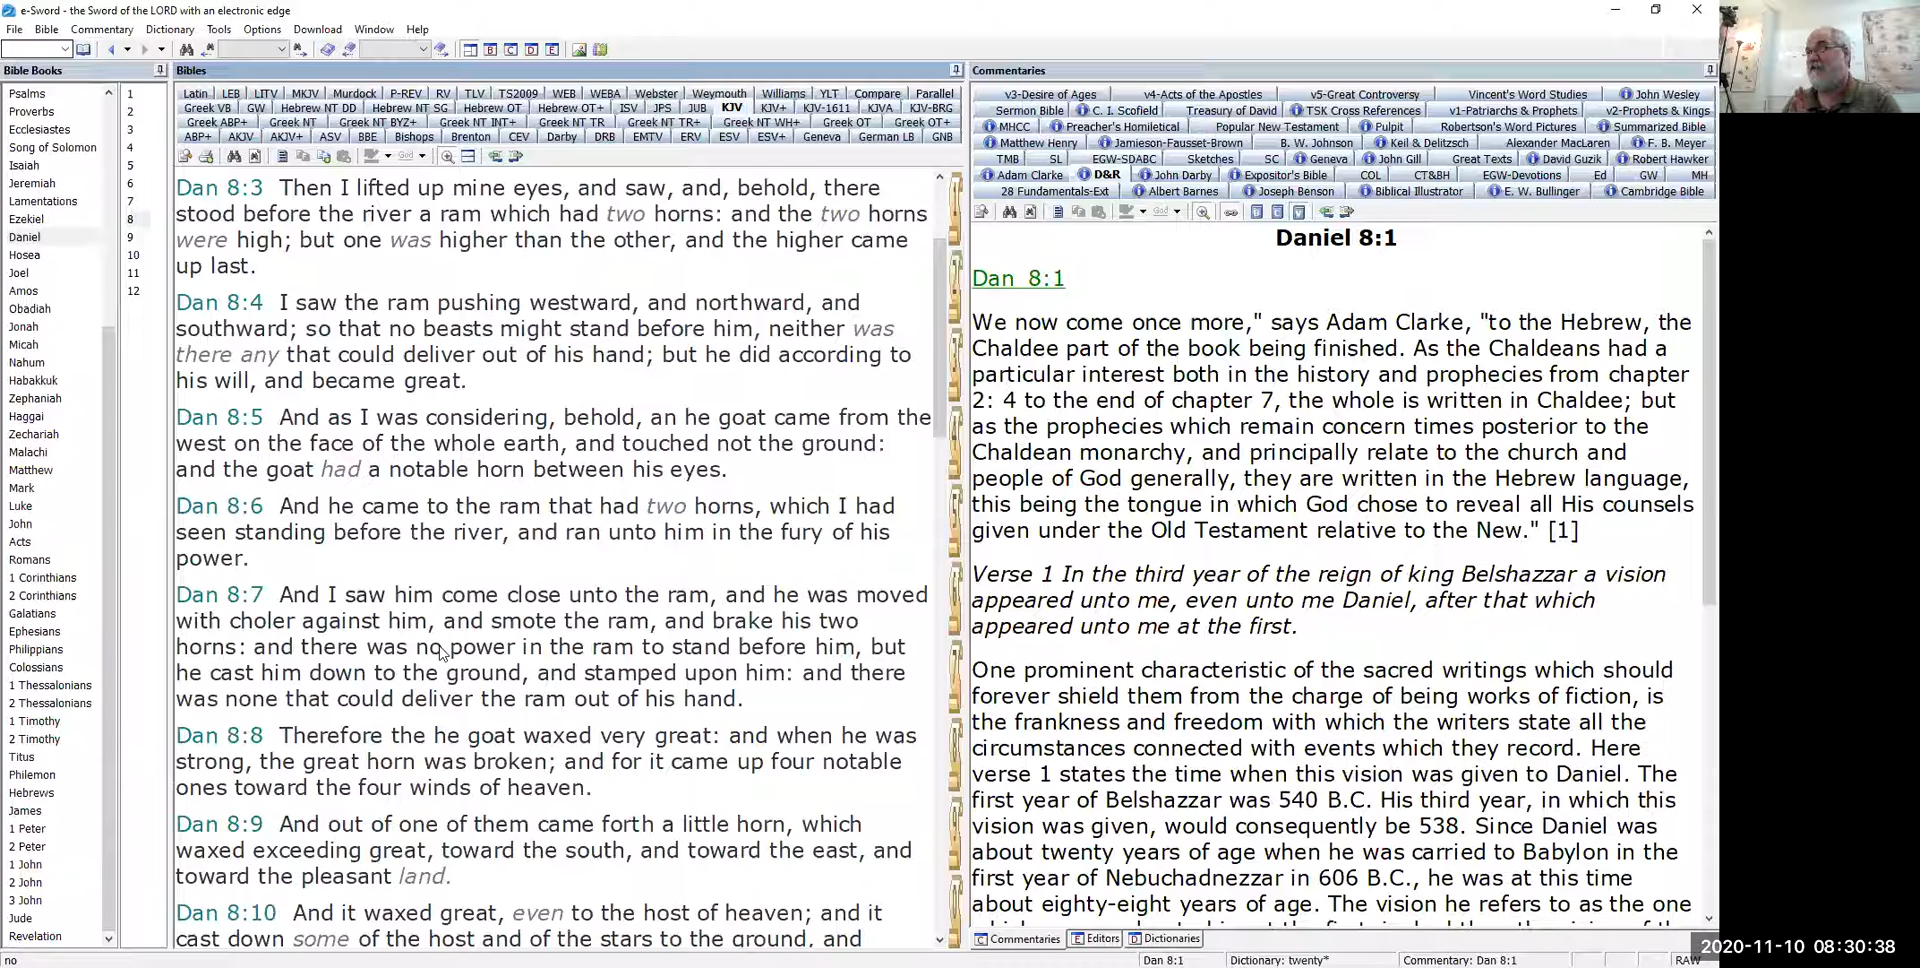 e-Sword - the Sword of the LORD with an electronic edge
File Bible Commentary Dictionary Tools Options Download Window Help
Bible Books
Psalms
Proverbs
Ecclesiastes
Song of Solomon
Isaiah
Jeremiah
Lamentations
Ezekiel
Daniel
Hosea
Joel
Amos
Obadiah
Jonah
Micah
Nahum
Habakkuk
Zephaniah
Haggai
Zechariah
Malachi
Matthew
Mark
Luke
John
Acts
Romans
1 Corinthians
2 Corinthians
Galatians
Ephesians
Philippians
Colossians
1 Thessalonians
2 Thessalonians
1 Timothy
2 Timothy
Titus
Philemon
Hebrews
James
1 Peter
2 Peter
1 John
2 John
3 John
Jude
Revelation
1
2
3
4
5
6
7
8
9
10
11
12
Bibles
Latin LEB LITV MKJV Murdock P-REV RV TLV TS2009 WEB WEBA Webster Weymouth Williams YLT Compare Parallel
Greek VB GW Hebrew NT DD Hebrew NT SG Hebrew OT Hebrew OT+ ISV JPS JUB KJV KJV+ KJV-1611 KJVA KJV-BRG
Greek ABP+ Greek NT Greek NT BYZ+ Greek NT INT+ Greek NT TR Greek NT TR+ Greek NT WH+ Greek OT Greek OT+
ABP+ AKJV AKJV+ ASV BBE Bishops Brenton CEV Darby DRB EMTV ERV ESV ESV+ Geneva German LB GNB
God
Dan 8:3 Then I lifted up mine eyes, and saw, and, behold, there
stood before the river a ram which had two horns: and the two horns
were high; but one was higher than the other, and the higher came
up last.
Dan 8:4 I saw the ram pushing westward, and northward, and
southward; so that no beasts might stand before him, neither was
there any that could deliver out of his hand; but he did according to
his will, and became great.
Dan 8:5 And as I was considering, behold, an he goat came from the
west on the face of the whole earth, and touched not the ground:
and the goat had a notable horn between his eyes.
Dan 8:6 And he came to the ram that had two horns, which I had
seen standing before the river, and ran unto him in the fury of his
power.
Dan 8:7 And I saw him come close unto the ram, and he was moved
with choler against him, and smote the ram, and brake his two
horns: and there was no power in the ram to stand before him, but
he cast him down to the ground, and stamped upon him: and there
was none that could deliver the ram out of his hand.
Dan 8:8 Therefore the he goat waxed very great: and when he was
strong, the great horn was broken; and for it came up four notable
ones toward the four winds of heaven.
Dan 8:9 And out of one of them came forth a little horn, which
waxed exceeding great, toward the south, and toward the east, and
toward the pleasant land.
Dan 8:10 And it waxed great, even to the host of heaven; and it
cast down some of the host and of the stars to the ground, and
Commentaries
v3-Desire of Ages v4-Acts of the Apostles v5-Great Controversy Vincent's Word Studies John Wesley
Sermon Bible C. I. Scofield Treasury of David TSK Cross References v1-Patriarchs & Prophets v2-Prophets & Kings
MHCC Preacher's Homiletical Popular New Testament Pulpit Robertson's Word Pictures Summarized Bible
Matthew Henry Jamieson-Fausset-Brown B. W. Johnson Keil & Delitzsch Alexander MacLaren F. B. Meyer
TMB SL EGW-SDABC Sketches SC Geneva John Gill Great Texts David Guzik Robert Hawker
Adam Clarke D&R John Darby Expositor's Bible COL CT&BH EGW-Devotions Ed GW MH
28 Fundamentals-Ext Albert Barnes Joseph Benson Biblical Illustrator E. W. Bullinger Cambridge Bible
God
Daniel 8:1
Dan 8:1
We now come once more," says Adam Clarke, "to the Hebrew, the
Chaldee part of the book being finished. As the Chaldeans had a
particular interest both in the history and prophecies from chapter
2: 4 to the end of chapter 7, the whole is written in Chaldee; but
as the prophecies which remain concern times posterior to the
Chaldean monarchy, and principally relate to the church and
people of God generally, they are written in the Hebrew language,
this being the tongue in which God chose to reveal all His counsels
given under the Old Testament relative to the New." [1]
Verse 1 In the third year of the reign of king Belshazzar a vision
appeared unto me, even unto me Daniel, after that which
appeared unto me at the first.
One prominent characteristic of the sacred writings which should
forever shield them from the charge of being works of fiction, is
the frankness and freedom with which the writers state all the
circumstances connected with events which they record. Here
verse 1 states the time when this vision was given to Daniel. The
first year of Belshazzar was 540 B.C. His third year, in which this
vision was given, would consequently be 538. Since Daniel was
about twenty years of age when he was carried to Babylon in the
first year of Nebuchadnezzar in 606 B.C., he was at this time
about eighty-eight years of age. The vision he refers to as the one
Commentaries Editors Dictionaries
no
Dan 8:1 Dictionary: twenty* Commentary: Dan 8:1 RAW
2020-11-10 08:30:38